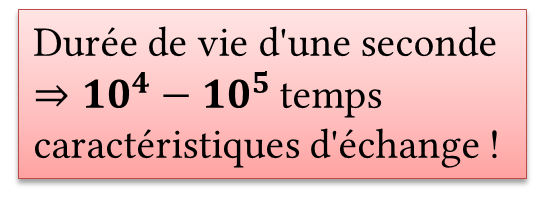 Durée de vie d'une seconde
⇒ 10⁴ − 10⁵ temps
caractéristiques d'échange !